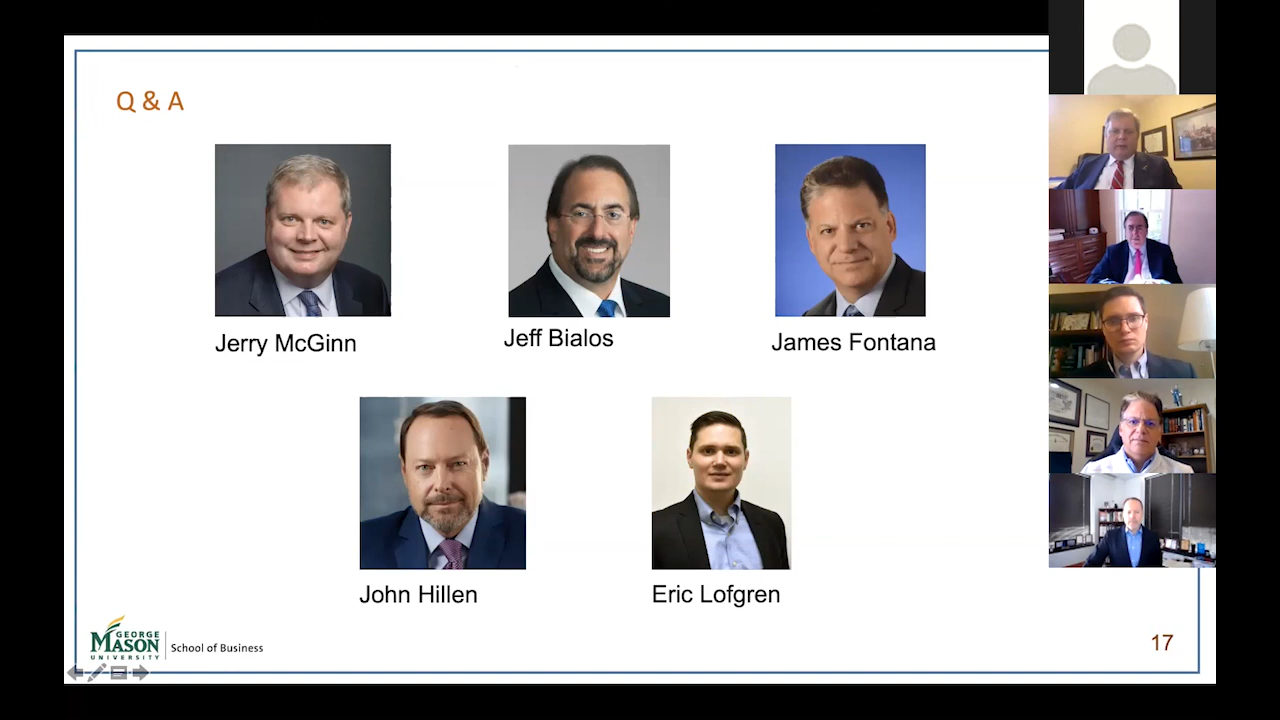 Q & A
Jerry McGinn
Jeff Bialos
James Fontana
John Hillen
Eric Lofgren
GEORGE
MASON
UNIVERSITY
School of Business
17